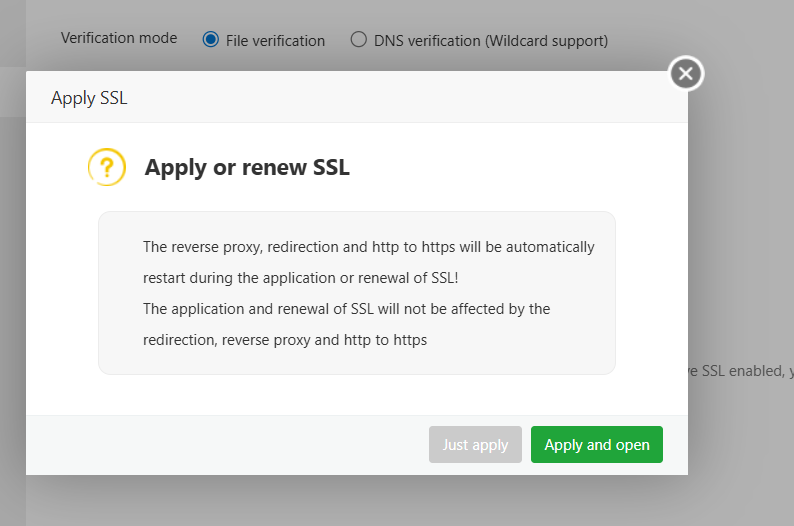 Verification mode File verification DNS verification (Wildcard support)
Apply SSL
Apply or renew SSL
The reverse proxy, redirection and http to https will be automatically
restart during the application or renewal of SSL!
The application and renewal of SSL will not be affected by the
redirection, reverse proxy and http to https
SSL enabled,
Just apply Apply and open